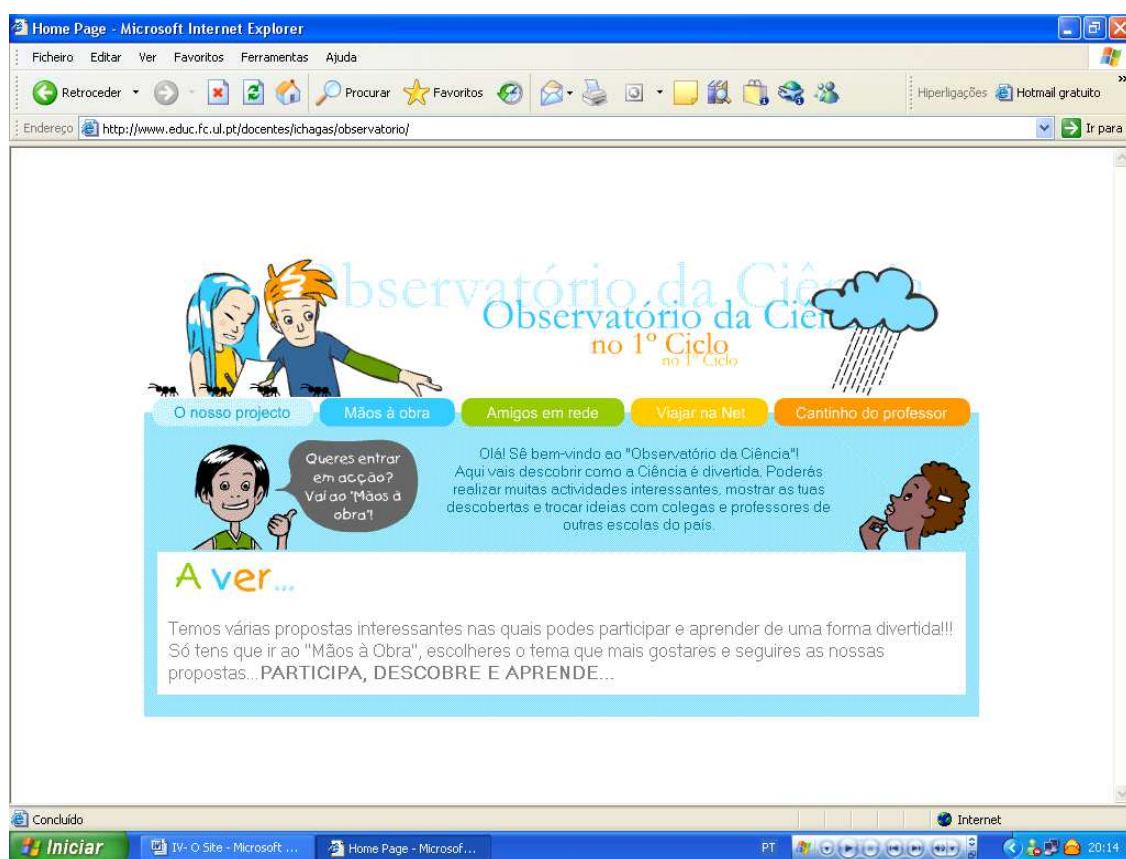 Home Page - Microsoft Internet Explorer
Ficheiro Editar Ver Favoritos Ferramentas Ajuda
Retroceder Procurar Favoritos Hiperligações Hotmail gratuito
Endereço http://www.educ.fc.ul.pt/docentes/ichagas/observatorio/ Ir para
Observatório da Ciência
Observatório da Ciên
no 1º Ciclo
no 1º Ciclo
O nosso projecto Mãos à obra Amigos em rede Viajar na Net Cantinho do professor
Queres entrar
em acção?
Vai ao "Mãos à
obra"!
Olá! Sê bem-vindo ao "Observatório da Ciência"!
Aqui vais descobrir como a Ciência é divertida. Poderás
realizar muitas actividades interessantes, mostrar as tuas
descobertas e trocar ideias com colegas e professores de
outras escolas do país.
A ver...
Temos várias propostas interessantes nas quais podes participar e aprender de uma forma divertida!!!
Só tens que ir ao "Mãos à Obra", escolheres o tema que mais gostares e seguires as nossas
propostas...PARTICIPA, DESCOBRE E APRENDE...
Concluído Internet
Iniciar IV- O Site - Microsoft ... Home Page - Microsof... PT 20:14